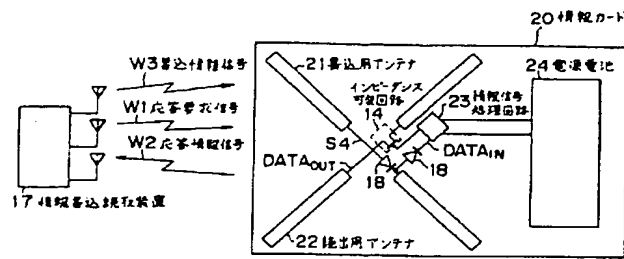 20 情報カード
W3 書込情報信号
W1 応答要求信号
W2 応答情報信号
17 情報書込読取装置
21 書込用アンテナ
インピーダンス
可変回路
14
S4
DATAOUT
18
18
DATAIN
23 情報信号
処理回路
24 電源電池
22 読出用アンテナ